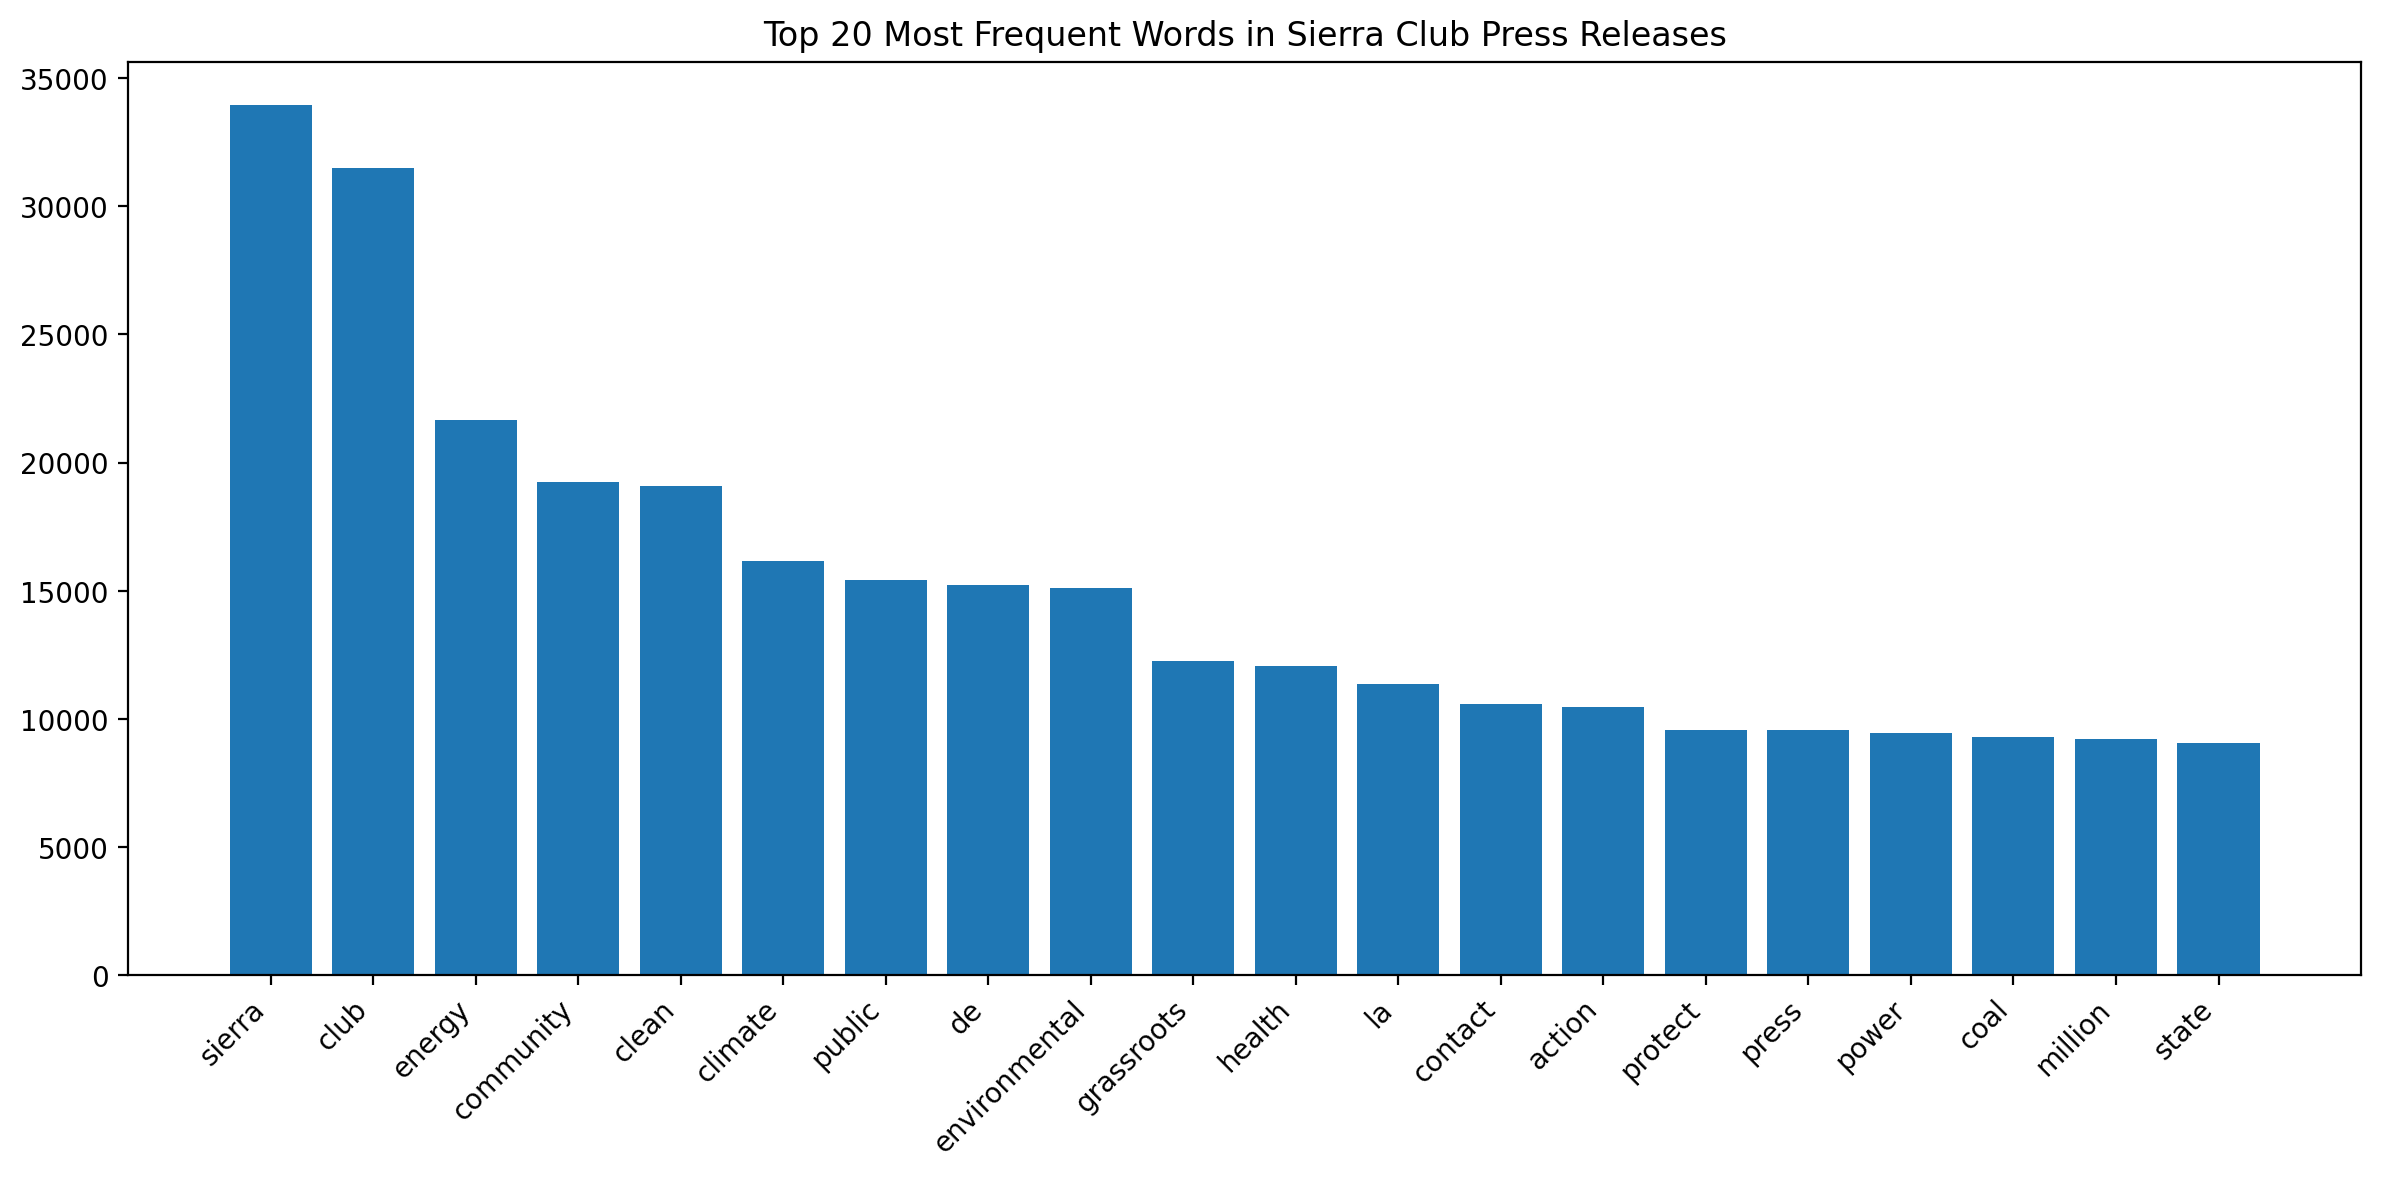 Top 20 Most Frequent Words in Sierra Club Press Releases
35000
30000
25000
20000
15000
10000
5000
0
sierra
club
energy
community
clean
climate
public
de
environmental
grassroots
health
la
contact
action
protect
press
power
coal
million
state